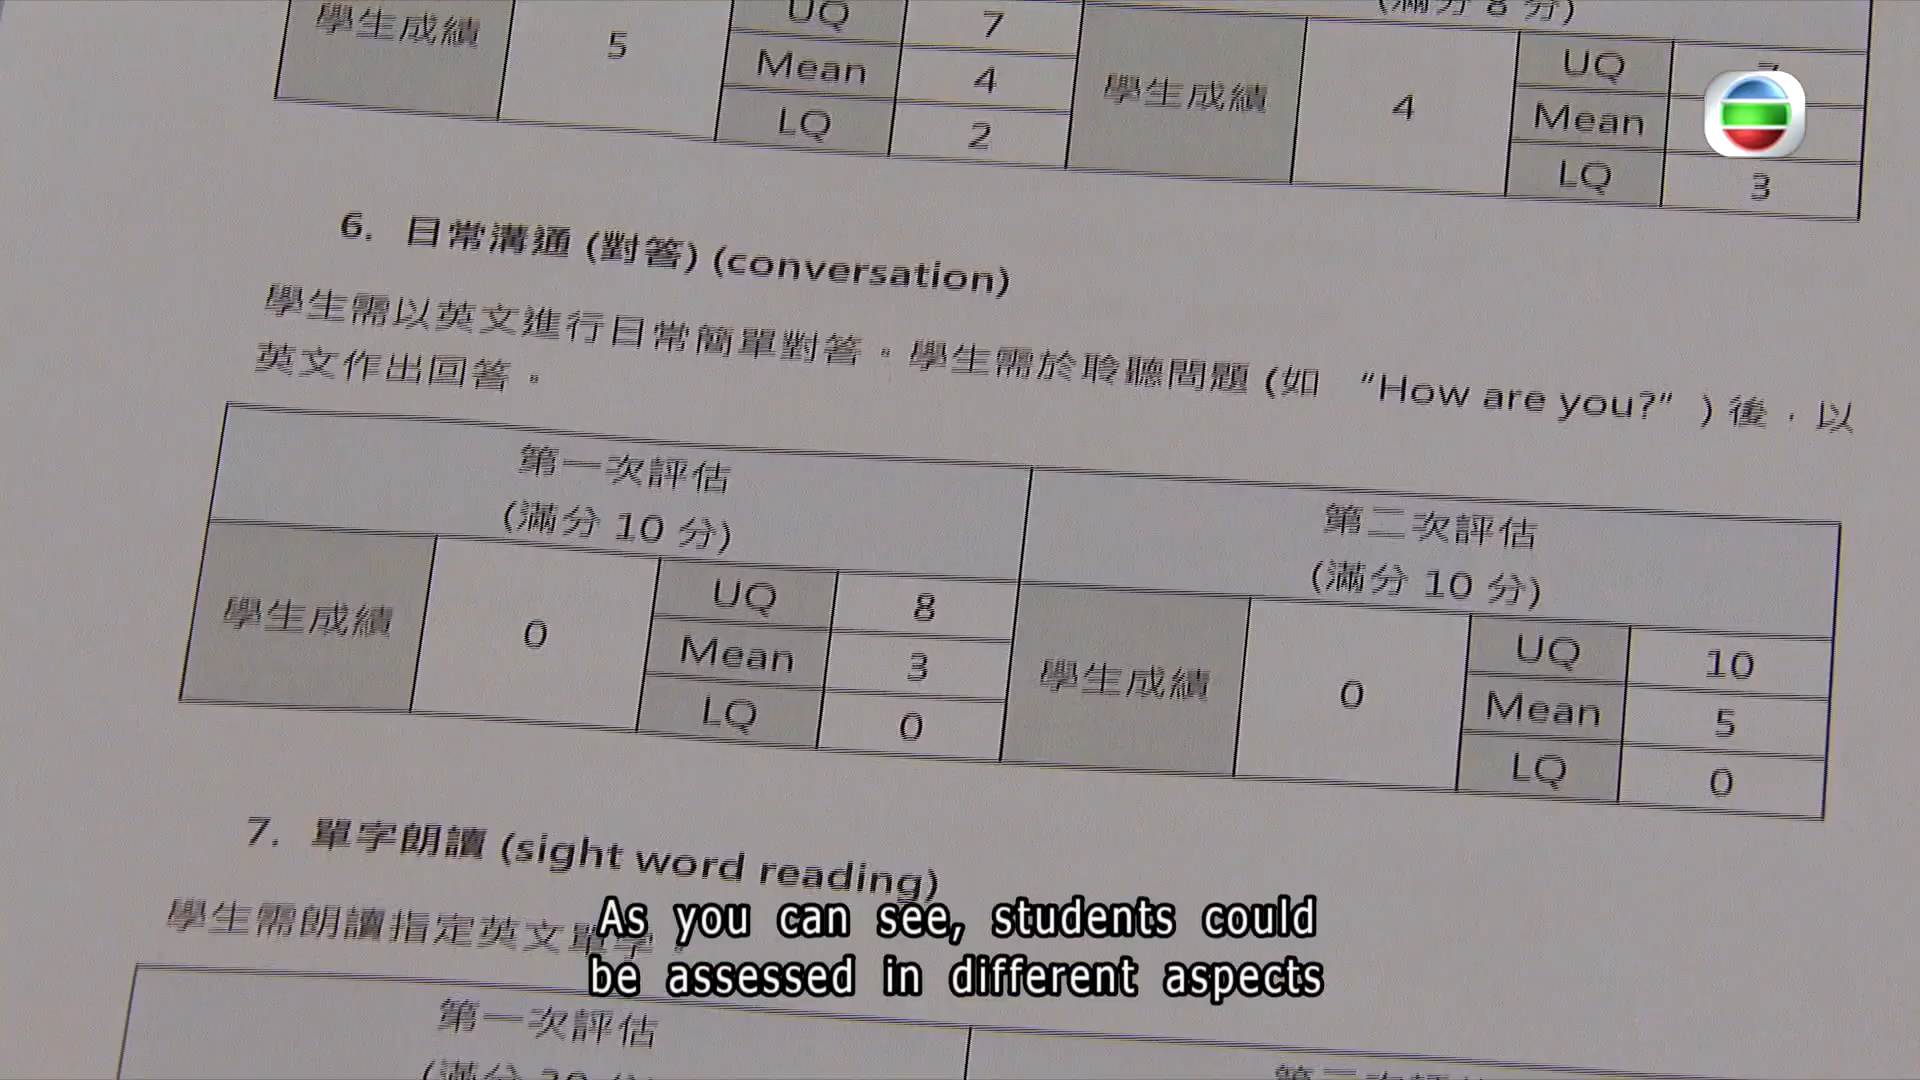 學生成績 5 UQ 7
Mean 4
LQ 2
(滿分 8 分)
學生成績 4 UQ
Mean
LQ 3
6. 日常溝通 (對答) (conversation)
學生需以英文進行日常簡單對答。學生需於聆聽問題 (如 “How are you?” ) 後，以
英文作出回答。
第一次評估
(滿分 10 分)
學生成績 0 UQ 8
Mean 3
LQ 0
第二次評估
(滿分 10 分)
學生成績 0 UQ 10
Mean 5
LQ 0
7. 單字朗讀 (sight word reading)
學生需朗讀指定英文單字。
As you can see, students could
be assessed in different aspects
第一次評估